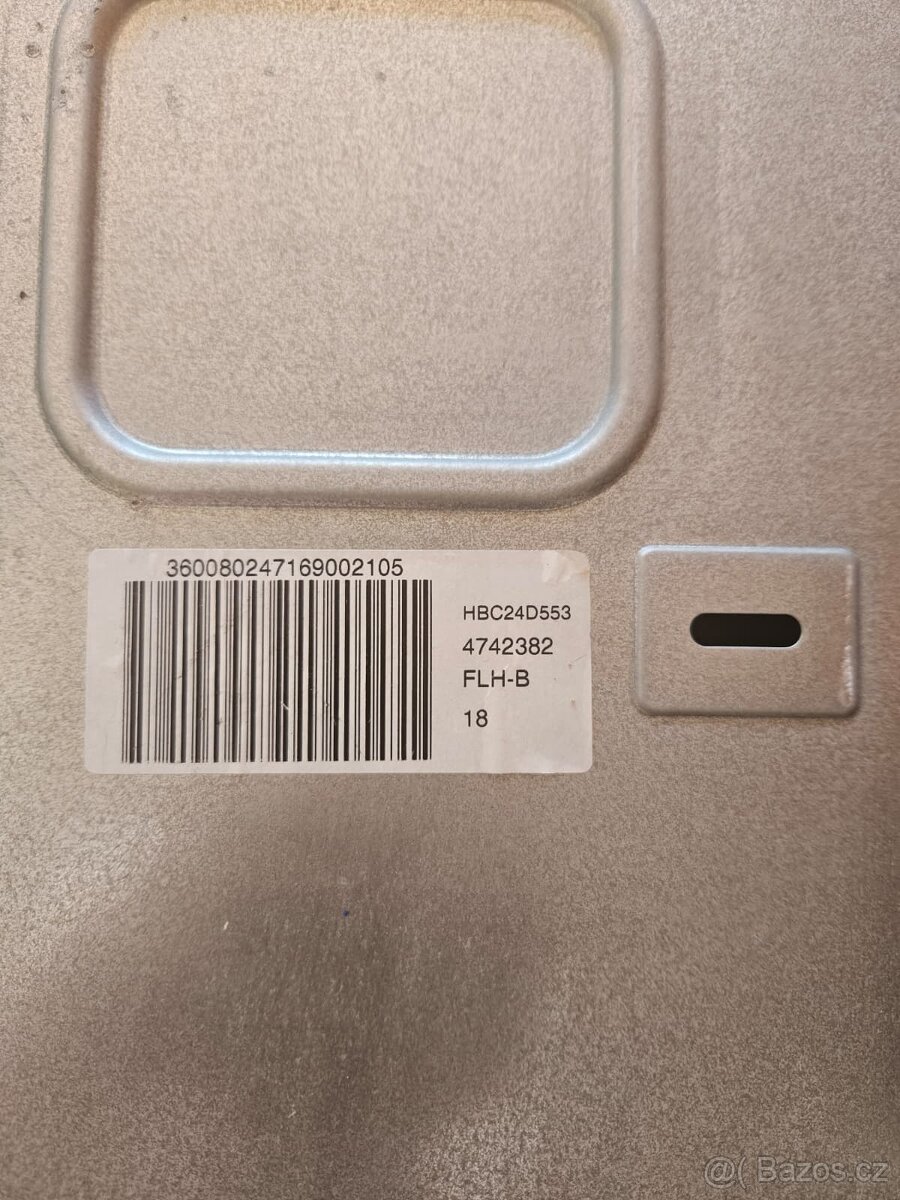 360080247169002105
HBC24D553
4742382
FLH-B
18
@( Bazos.cz